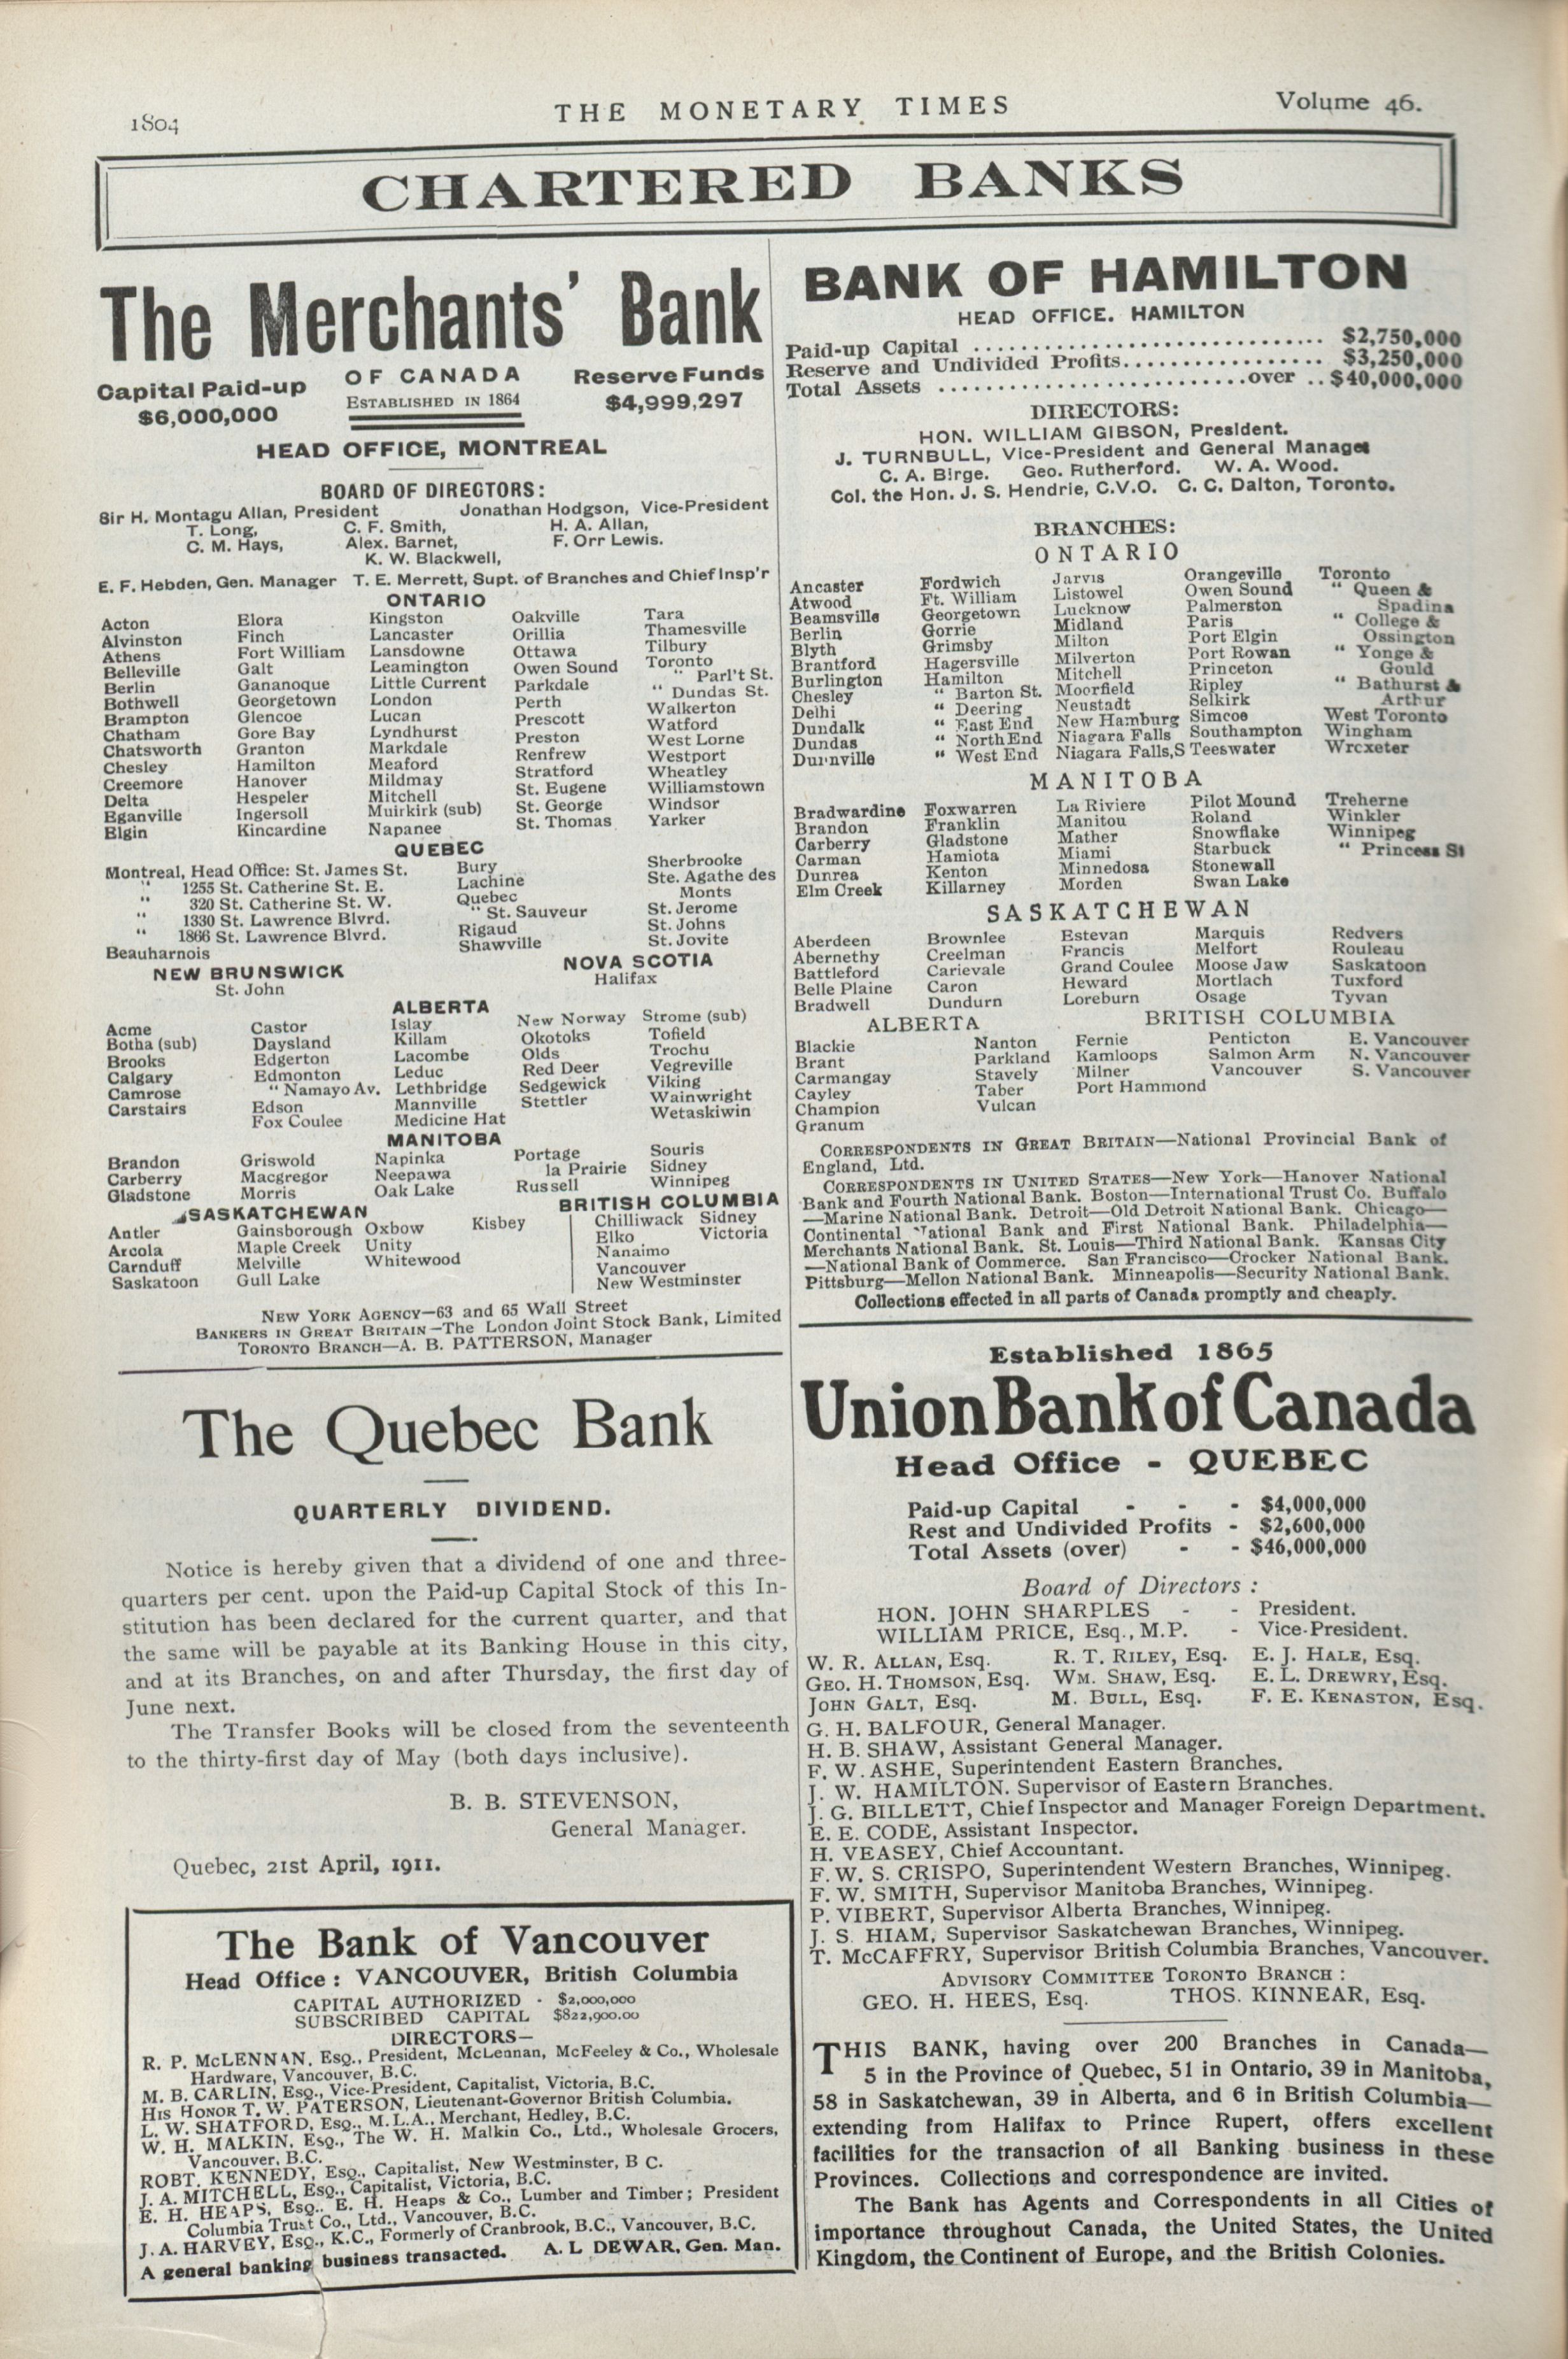 1804
THE MONETARY TIMES
Volume 46.
CHARTERED BANKS
The Merchants' Bank
OF CANADA
Capital Paid-up
$6,000,000
ESTABLISHED IN 1864
Reserve Funds
$4,999,297
HEAD OFFICE, MONTREAL
BOARD OF DIRECTORS:
Sir H. Montagu Allan, President Jonathan Hodgson, Vice-President
T. Long, C. F. Smith, H. A. Allan,
C. M. Hays, Alex. Barnet, F. Orr Lewis.
K. W. Blackwell,
E. F. Hebden, Gen. Manager T. E. Merrett, Supt. of Branches and Chief Insp'r
ONTARIO
Acton Elora Kingston Oakville Tara
Alvinston Finch Lancaster Orillia Thamesville
Athens Fort William Lansdowne Ottawa Tilbury
Belleville Galt Leamington Owen Sound Toronto
Berlin Gananoque Little Current Parkdale " Parl't St.
Bothwell Georgetown London Perth " Dundas St.
Brampton Glencoe Lucan Prescott Walkerton
Chatham Gore Bay Lyndhurst Preston Watford
Chatsworth Granton Markdale Renfrew West Lorne
Chesley Hamilton Meaford Stratford Westport
Creemore Hanover Mildmay St. Eugene Wheatley
Delta Hespeler Mitchell St. George Williamstown
Eganville Ingersoll Muirkirk (sub) St. Thomas Windsor
Elgin Kincardine Napanee Yarker
QUEBEC
Montreal, Head Office: St. James St. Bury Sherbrooke
" 1255 St. Catherine St. E. Lachine Ste. Agathe des
" 320 St. Catherine St. W. Quebec Monts
" 1330 St. Lawrence Blvrd. " St. Sauveur St. Jerome
" 1866 St. Lawrence Blvrd. Rigaud St. Johns
Beauharnois Shawville St. Jovite
NEW BRUNSWICK NOVA SCOTIA
St. John Halifax
ALBERTA
Acme Castor Islay New Norway Strome (sub)
Botha (sub) Daysland Killam Okotoks Tofield
Brooks Edgerton Lacombe Olds Trochu
Calgary Edmonton Leduc Red Deer Vegreville
Camrose " Namayo Av. Lethbridge Sedgewick Viking
Carstairs Edson Mannville Stettler Wainwright
Fox Coulee Medicine Hat Wetaskiwin
MANITOBA
Brandon Griswold Napinka Portage Souris
Carberry Macgregor Neepawa la Prairie Sidney
Gladstone Morris Oak Lake Russell Winnipeg
SASKATCHEWAN
Antler Gainsborough Oxbow Kisbey
Arcola Maple Creek Unity
Carnduff Melville Whitewood
Saskatoon Gull Lake
BRITISH COLUMBIA
Chilliwack Sidney
Elko Victoria
Nanaimo
Vancouver
New Westminster
NEW YORK AGENCY—63 and 65 Wall Street
BANKERS IN GREAT BRITAIN—The London Joint Stock Bank, Limited
TORONTO BRANCH—A. B. PATTERSON, Manager
The Quebec Bank
QUARTERLY DIVIDEND.
Notice is hereby given that a dividend of one and three-
quarters per cent. upon the Paid-up Capital Stock of this In-
stitution has been declared for the current quarter, and that
the same will be payable at its Banking House in this city,
and at its Branches, on and after Thursday, the first day of
June next.
The Transfer Books will be closed from the seventeenth
to the thirty-first day of May (both days inclusive).
B. B. STEVENSON,
General Manager.
Quebec, 21st April, 1911.
The Bank of Vancouver
Head Office: VANCOUVER, British Columbia
CAPITAL AUTHORIZED - $2,000,000
SUBSCRIBED CAPITAL $822,900.00
DIRECTORS—
R. P. McLENNAN, Esq., President, McLennan, McFeeley & Co., Wholesale
Hardware, Vancouver, B.C.
M. B. CARLIN, Esq., Vice-President, Capitalist, Victoria, B.C.
HIS HONOR T. W. PATERSON, Lieutenant-Governor British Columbia.
L. W. SHATFORD, Esq., M.L.A., Merchant, Hedley, B.C.
W. H. MALKIN, Esq., The W. H. Malkin Co., Ltd., Wholesale Grocers,
Vancouver, B.C.
ROBT. KENNEDY, Esq., Capitalist, New Westminster, B C.
J. A. MITCHELL, Esq., Capitalist, Victoria, B.C.
E. H. HEAPS, Esq., E. H. Heaps & Co., Lumber and Timber; President
Columbia Trust Co., Ltd., Vancouver, B.C.
J. A. HARVEY, Esq., K.C., Formerly of Cranbrook, B.C., Vancouver, B.C.
A general banking business transacted. A. L DEWAR, Gen. Man.
BANK OF HAMILTON
HEAD OFFICE. HAMILTON
Paid-up Capital .......... $2,750,000
Reserve and Undivided Profits.......... $3,250,000
Total Assets ..........over .. $40,000,000
DIRECTORS:
HON. WILLIAM GIBSON, President.
J. TURNBULL, Vice-President and General Manager
C. A. Birge. Geo. Rutherford. W. A. Wood.
Col. the Hon. J. S. Hendrie, C.V.O. C. C. Dalton, Toronto.
BRANCHES:
ONTARIO
Ancaster Fordwich Jarvis Orangeville Toronto
Atwood Ft. William Listowel Owen Sound " Queen &
Beamsville Georgetown Lucknow Palmerston Spadina
Berlin Gorrie Midland Paris " College &
Blyth Grimsby Milton Port Elgin Ossington
Brantford Hagersville Milverton Port Rowan " Yonge &
Burlington Hamilton Mitchell Princeton Gould
Chesley " Barton St. Moorfield Ripley " Bathurst &
Delhi " Deering Neustadt Selkirk Arthur
Dundalk " East End New Hamburg Simcoe West Toronto
Dundas " North End Niagara Falls Southampton Wingham
Dunnville " West End Niagara Falls,S Teeswater Wroxeter
MANITOBA
Bradwardine Foxwarren La Riviere Pilot Mound Treherne
Brandon Franklin Manitou Roland Winkler
Carberry Gladstone Mather Snowflake Winnipeg
Carman Hamiota Miami Starbuck " Princess St
Dunrea Kenton Minnedosa Stonewall
Elm Creek Killarney Morden Swan Lake
SASKATCHEWAN
Aberdeen Brownlee Estevan Marquis Redvers
Abernethy Creelman Francis Melfort Rouleau
Battleford Carievale Grand Coulee Moose Jaw Saskatoon
Belle Plaine Caron Heward Mortlach Tuxford
Bradwell Dundurn Loreburn Osage Tyvan
ALBERTA BRITISH COLUMBIA
Blackie Nanton Fernie Penticton E. Vancouver
Brant Parkland Kamloops Salmon Arm N. Vancouver
Carmangay Stavely Milner Vancouver S. Vancouver
Cayley Taber Port Hammond
Champion Vulcan
Granum
CORRESPONDENTS IN GREAT BRITAIN—National Provincial Bank of
England, Ltd.
CORRESPONDENTS IN UNITED STATES—New York—Hanover National
Bank and Fourth National Bank. Boston—International Trust Co. Buffalo
—Marine National Bank. Detroit—Old Detroit National Bank. Chicago—
Continental National Bank and First National Bank. Philadelphia—
Merchants National Bank. St. Louis—Third National Bank. Kansas City
—National Bank of Commerce. San Francisco—Crocker National Bank.
Pittsburg—Mellon National Bank. Minneapolis—Security National Bank.
Collections effected in all parts of Canada promptly and cheaply.
Established 1865
Union Bank of Canada
Head Office - QUEBEC
Paid-up Capital - - - $4,000,000
Rest and Undivided Profits - $2,600,000
Total Assets (over) - - $46,000,000
Board of Directors:
HON. JOHN SHARPLES - - President.
WILLIAM PRICE, Esq., M.P. - Vice-President.
W. R. ALLAN, Esq. R. T. RILEY, Esq. E. J. HALE, Esq.
GEO. H. THOMSON, Esq. WM. SHAW, Esq. E. L. DREWRY, Esq.
JOHN GALT, Esq. M. BULL, Esq. F. E. KENASTON, Esq.
G. H. BALFOUR, General Manager.
H. B. SHAW, Assistant General Manager.
F. W. ASHE, Superintendent Eastern Branches.
J. W. HAMILTON. Supervisor of Eastern Branches.
J. G. BILLETT, Chief Inspector and Manager Foreign Department.
E. E. CODE, Assistant Inspector.
H. VEASEY, Chief Accountant.
F. W. S. CRISPO, Superintendent Western Branches, Winnipeg.
F. W. SMITH, Supervisor Manitoba Branches, Winnipeg.
P. VIBERT, Supervisor Alberta Branches, Winnipeg.
J. S. HIAM, Supervisor Saskatchewan Branches, Winnipeg.
T. McCAFFRY, Supervisor British Columbia Branches, Vancouver.
ADVISORY COMMITTEE TORONTO BRANCH:
GEO. H. HEES, Esq. THOS. KINNEAR, Esq.
THIS BANK, having over 200 Branches in Canada—
5 in the Province of Quebec, 51 in Ontario, 39 in Manitoba,
58 in Saskatchewan, 39 in Alberta, and 6 in British Columbia—
extending from Halifax to Prince Rupert, offers excellent
facilities for the transaction of all Banking business in these
Provinces. Collections and correspondence are invited.
The Bank has Agents and Correspondents in all Cities of
importance throughout Canada, the United States, the United
Kingdom, the Continent of Europe, and the British Colonies.